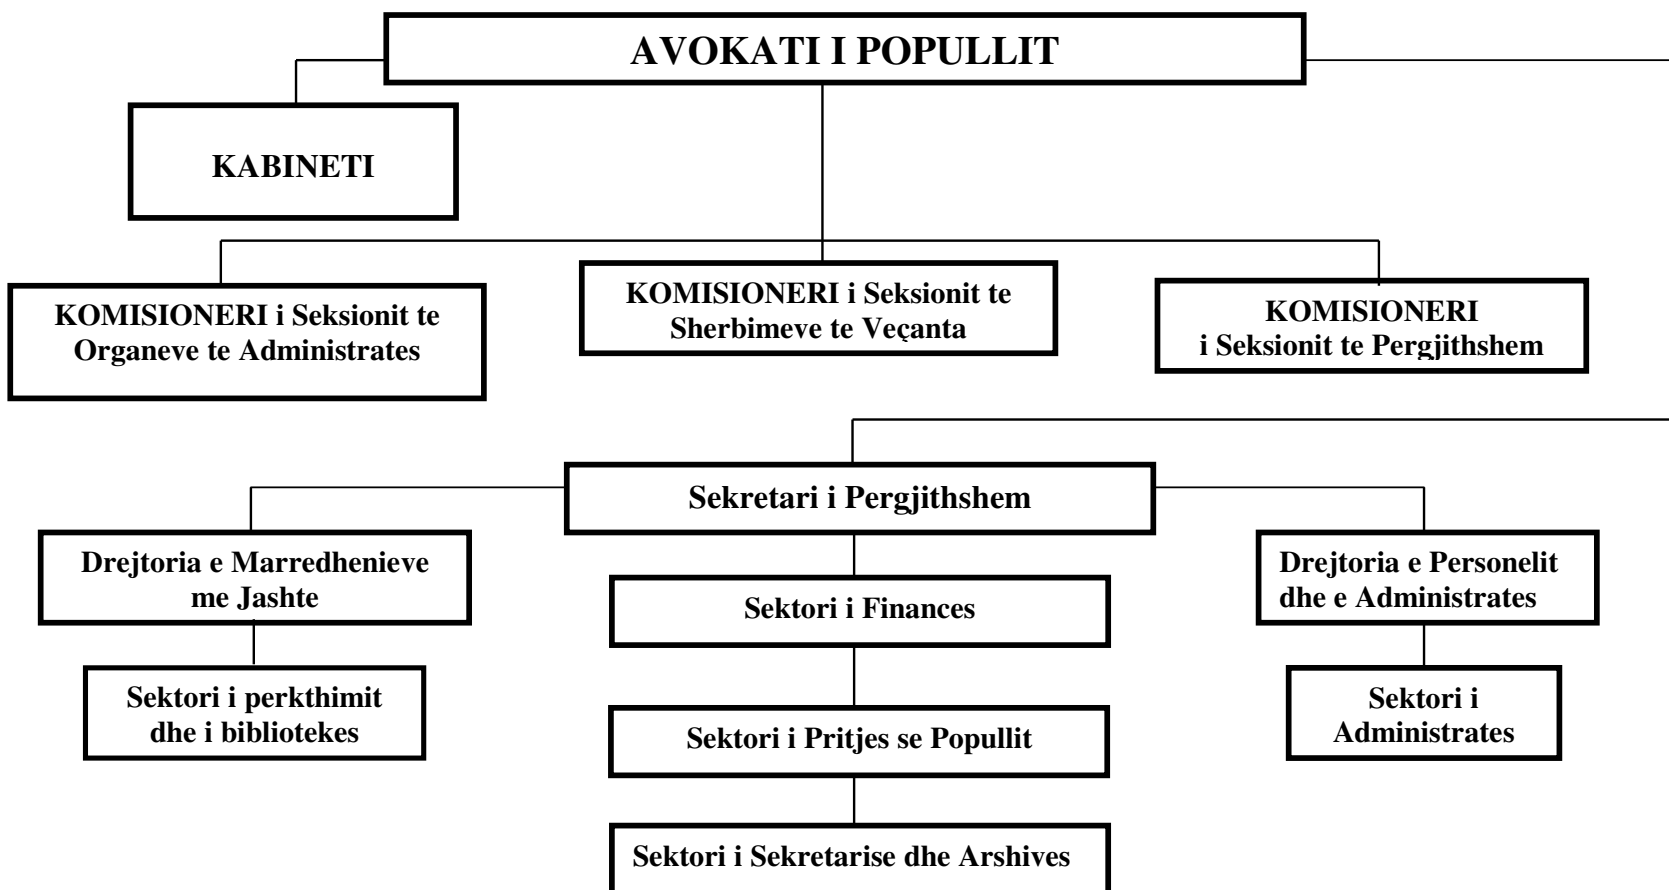 AVOKATI I POPULLIT
KABINETI
KOMISIONERI i Seksionit te
Organeve te Administrates
KOMISIONERI i Seksionit te
Sherbimeve te Veçanta
KOMISIONERI
i Seksionit te Pergjithshem
Sekretari i Pergjithshem
Drejtoria e Marredhenieve
me Jashte
Sektori i perkthimit
dhe i bibliotekes
Sektori i Finances
Sektori i Pritjes se Popullit
Sektori i Sekretarise dhe Arshives
Drejtoria e Personelit
dhe e Administrates
Sektori i
Administrates